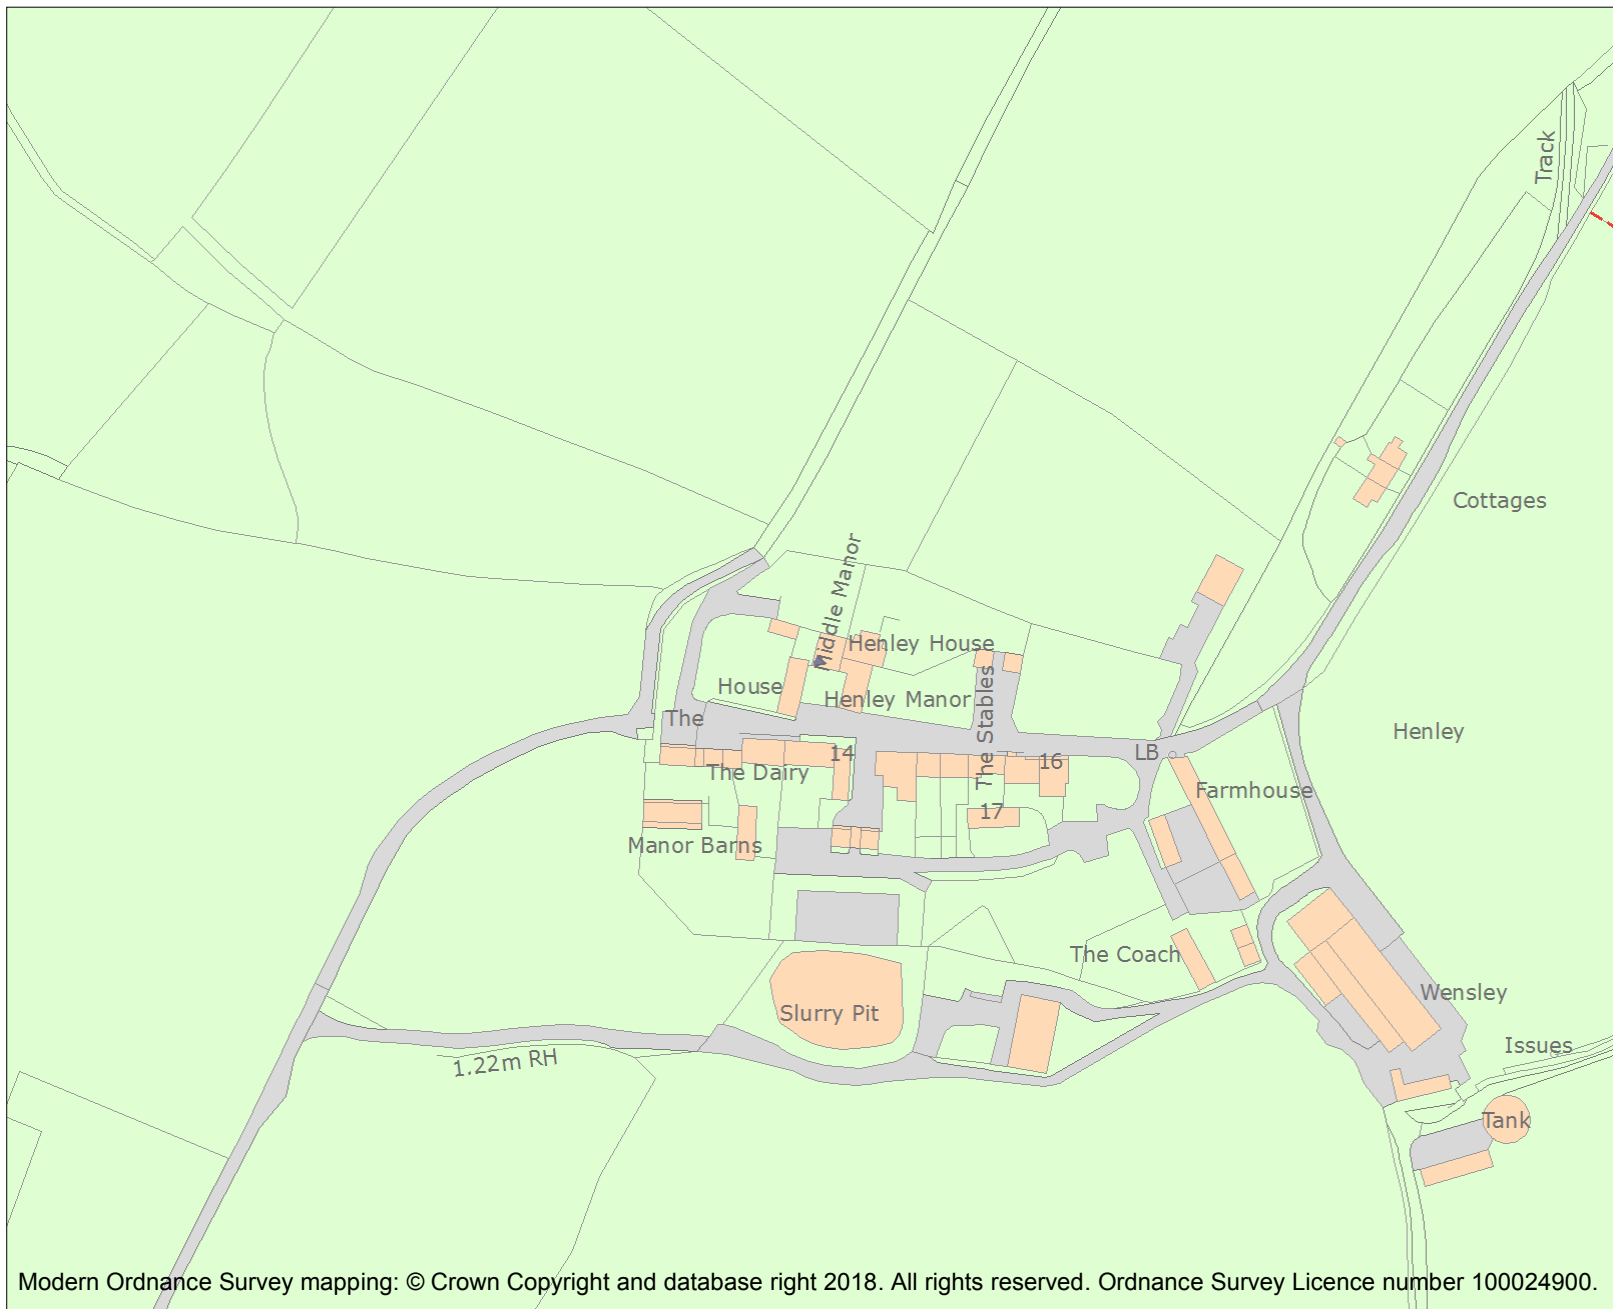 Track
Cottages
Middle Manor
Henley House
House
Henley Manor
The Stables
The
Henley
14
LB
16
The Dairy
Farmhouse
17
Manor Barns
The Coach
Wensley
Slurry Pit
Issues
1.22m RH
Tank
Modern Ordnance Survey mapping: © Crown Copyright and database right 2018. All rights reserved. Ordnance Survey Licence number 100024900.